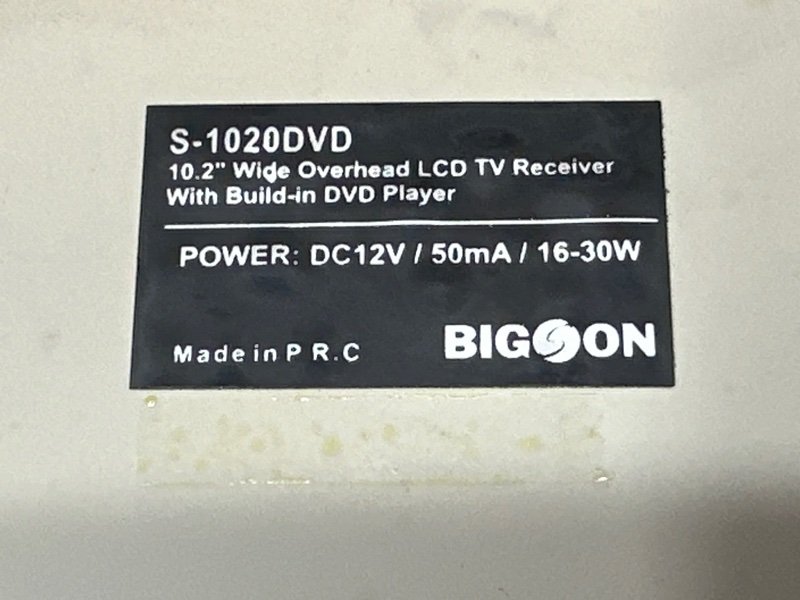 S-1020DVD
10.2" Wide Overhead LCD TV Receiver
With Build-in DVD Player
POWER: DC12V / 50mA / 16-30W
Made in P R.C
BIGSON